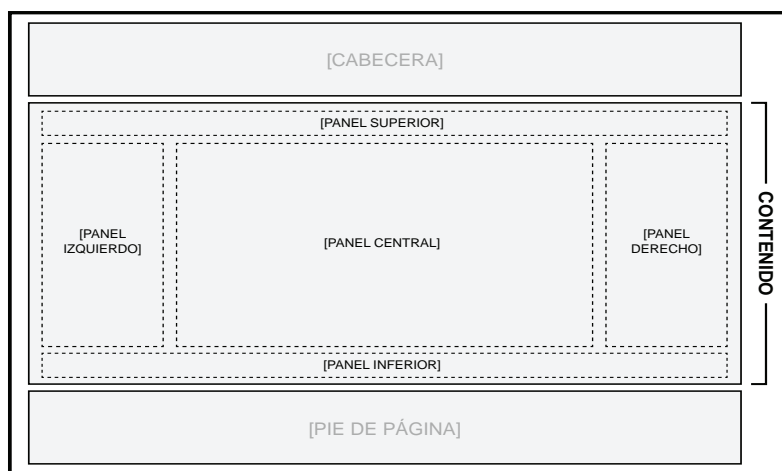 [CABECERA]
[PANEL SUPERIOR]
[PANEL
IZQUIERDO]
[PANEL CENTRAL]
[PANEL
DERECHO]
CONTENIDO
[PANEL INFERIOR]
[PIE DE PÁGINA]